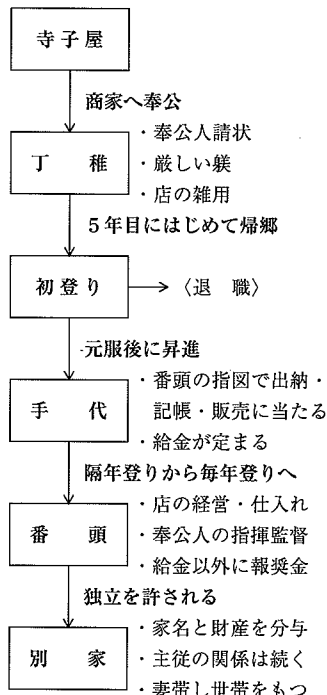 寺子屋
商家へ奉公
・奉公人請状
丁 稚
・厳しい躾
・店の雑用
5年目にはじめて帰郷
初登り
〈退 職〉
元服後に昇進
・番頭の指図で出納・
手 代
記帳・販売に当たる
・給金が定まる
隔年登りから毎年登りへ
・店の経営・仕入れ
番 頭
・奉公人の指揮監督
・給金以外に報奨金
独立を許される
・家名と財産を分与
別 家
・主従の関係は続く
・妻帯し世帯をもつ